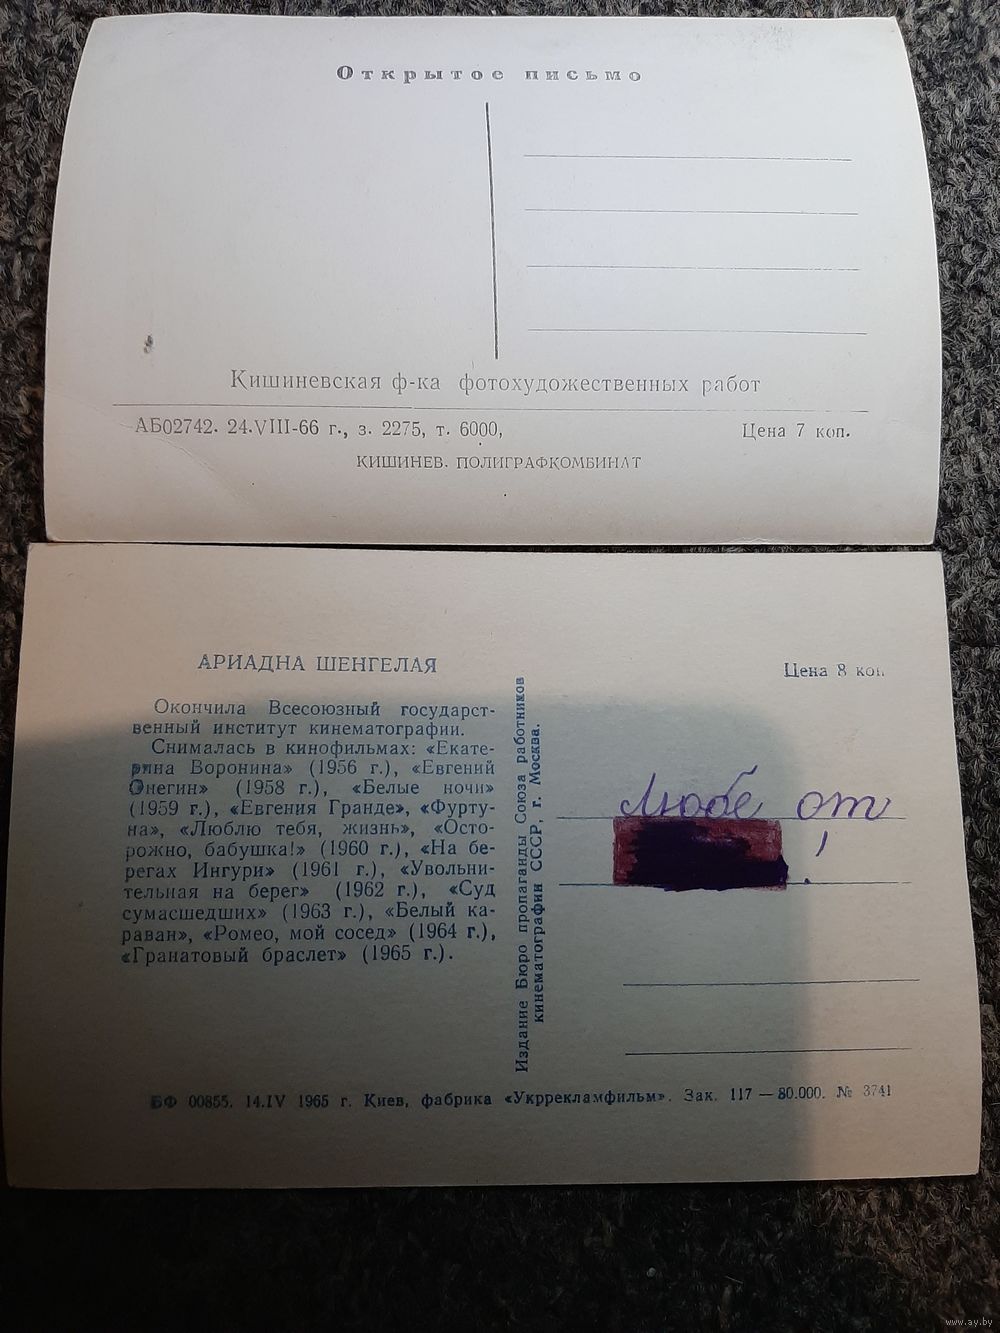 Открытое письмо
Кишиневская ф-ка фотохудожественных работ
АБ02742. 24.VIII-66 г., з. 2275, т. 6000,
Цена 7 коп.
КИШИНЕВ. ПОЛИГРАФКОМБИНАТ
АРИАДНА ШЕНГЕЛАЯ
Окончила Всесоюзный государст-
венный институт кинематографии.
Снималась в кинофильмах: «Екате-
рина Воронина» (1956 г.), «Евгений
Онегин» (1958 г.), «Белые ночи»
(1959 г.), «Евгения Гранде», «Фурту-
на», «Люблю тебя, жизнь», «Осто-
рожно, бабушка!» (1960 г.), «На бе-
регах Ингури» (1961 г.), «Увольни-
тельная на берег» (1962 г.), «Суд
сумасшедших» (1963 г.), «Белый ка-
раван», «Ромео, мой сосед» (1964 г.),
«Гранатовый браслет» (1965 г.).
Издание Бюро пропаганды Союза работников
кинематографии СССР, г. Москва.
Цена 8 коп
Любе от
!
БФ 00855. 14.IV 1965 г. Киев, фабрика «Укррекламфильм». Зак. 117 — 80.000. № 3741
www.ay.by